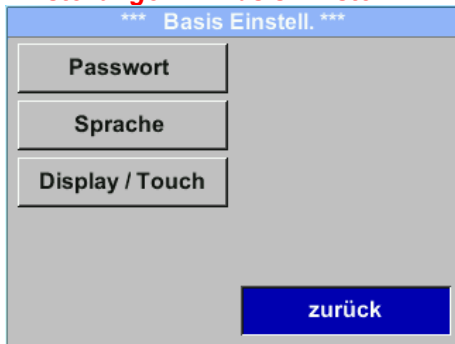 *** Basis Einstell. ***
Passwort
Sprache
Display / Touch
zurück